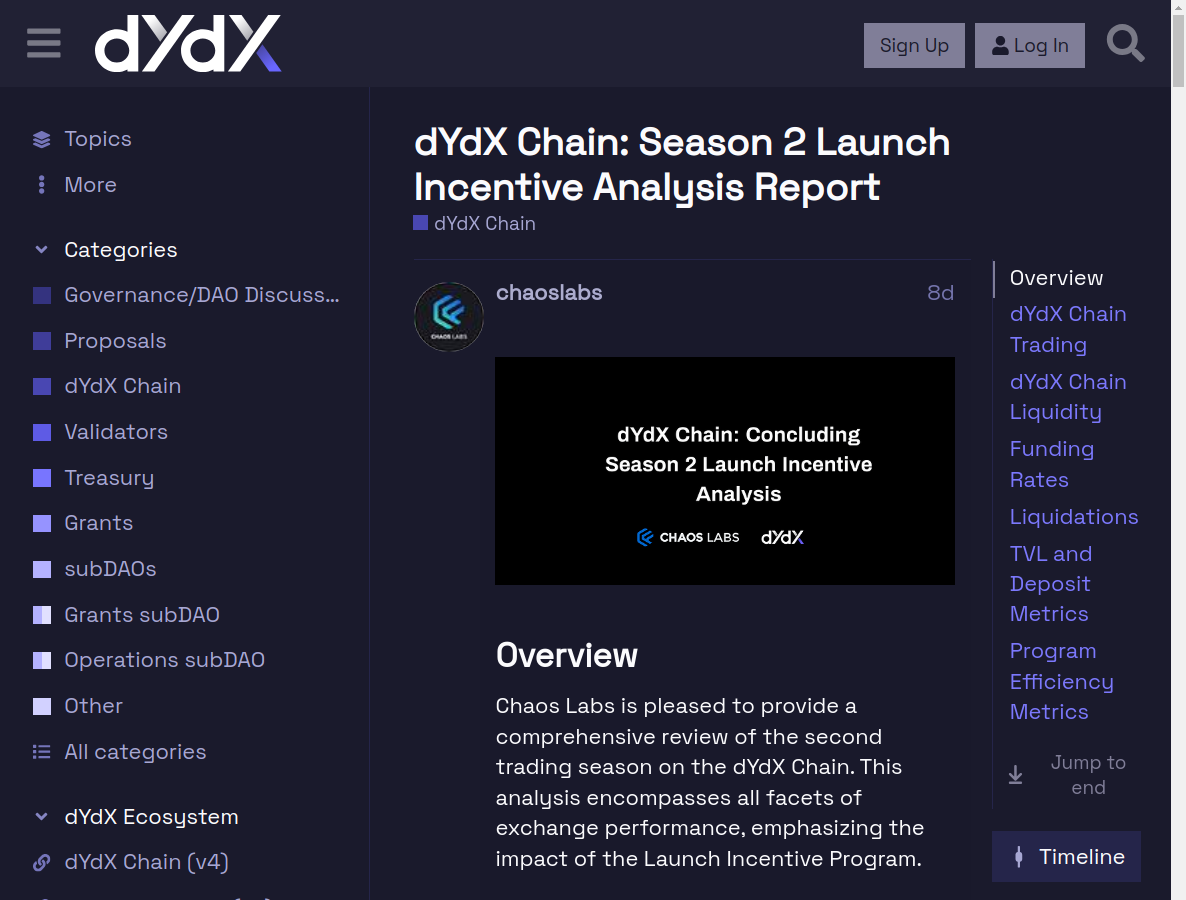 dYdX
Sign Up
Log In
Topics
More
Categories
Governance/DAO Discuss...
Proposals
dYdX Chain
Validators
Treasury
Grants
subDAOs
Grants subDAO
Operations subDAO
Other
All categories
dYdX Ecosystem
dYdX Chain (v4)
dYdX Chain: Season 2 Launch
Incentive Analysis Report
dYdX Chain
chaoslabs
8d
CHAOS LABS
dYdX Chain: Concluding
Season 2 Launch Incentive
Analysis
CHAOS LABS dYdX
Overview
Chaos Labs is pleased to provide a
comprehensive review of the second
trading season on the dYdX Chain. This
analysis encompasses all facets of
exchange performance, emphasizing the
impact of the Launch Incentive Program.
Overview
dYdX Chain
Trading
dYdX Chain
Liquidity
Funding
Rates
Liquidations
TVL and
Deposit
Metrics
Program
Efficiency
Metrics
Jump to
end
Timeline